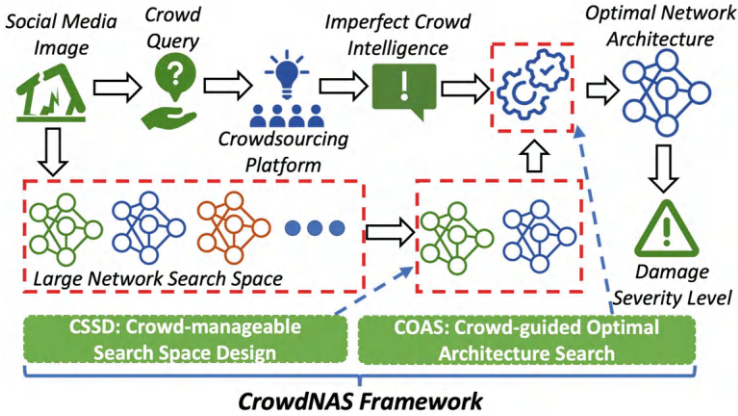 Social Media
Image
Crowd
Query
?
Crowdsourcing
Platform
Imperfect Crowd
Intelligence
!
Optimal Network
Architecture
Large Network Search Space
!
Damage
Severity Level
CSSD: Crowd-manageable
Search Space Design
COAS: Crowd-guided Optimal
Architecture Search
CrowdNAS Framework